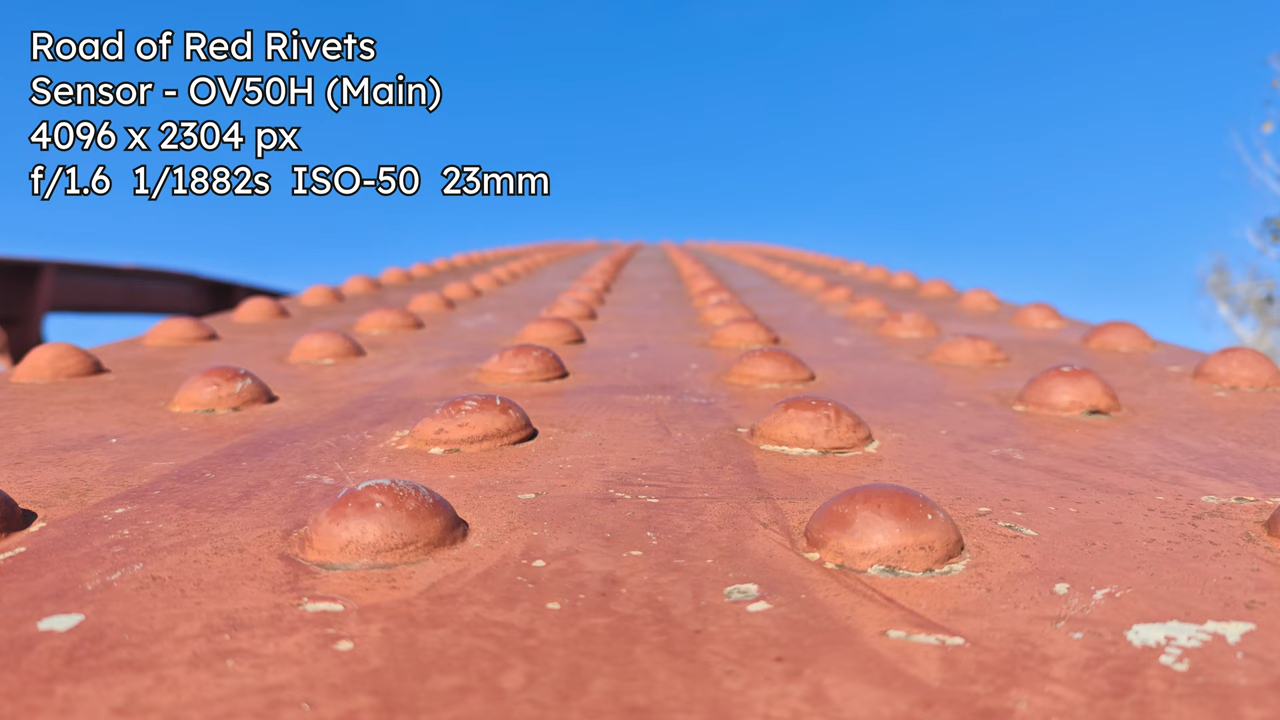 Road of Red Rivets
Sensor - OV50H (Main)
4096 x 2304 px
f/1.6 1/1882s ISO-50 23mm